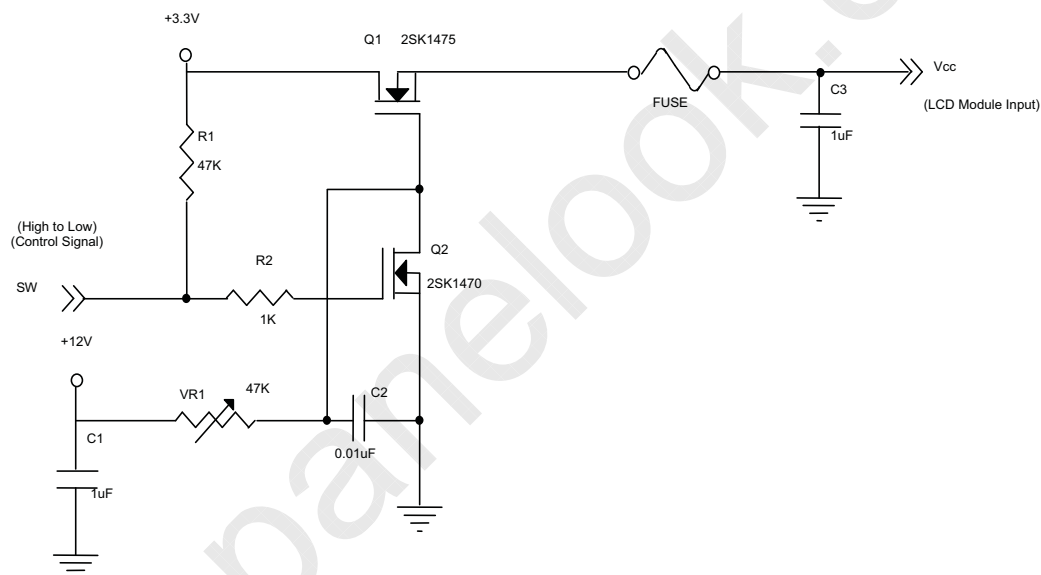 +3.3V
Q1 2SK1475
Vcc
FUSE
C3
(LCD Module Input)
1uF
R1
47K
(High to Low)
(Control Signal)
SW
R2
1K
Q2
2SK1470
+12V
VR1
47K
C2
0.01uF
C1
1uF
panelook.